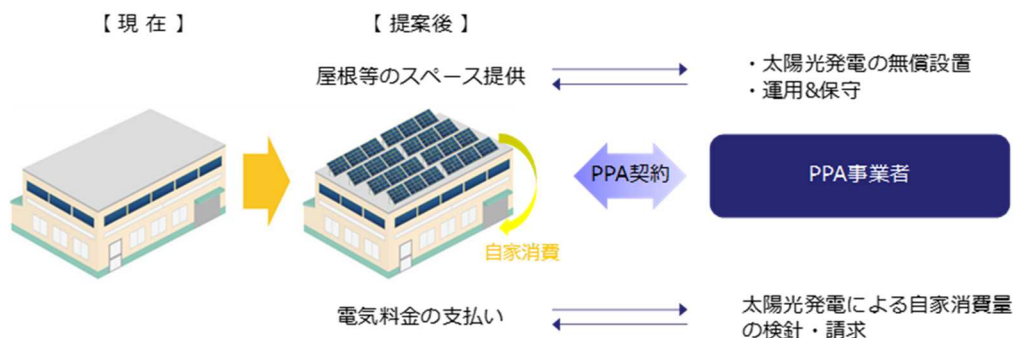 【 現 在 】
【 提案後 】
屋根等のスペース提供
・太陽光発電の無償設置
・運用&保守
PPA契約
PPA事業者
自家消費
電気料金の支払い
太陽光発電による自家消費量
の検針・請求